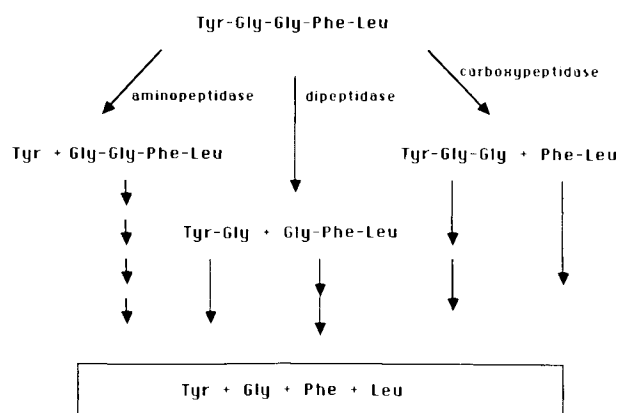 Tyr-Gly-Gly-Phe-Leu
carboxypeptidase
aminopeptidase
dipeptidase
Tyr + Gly-Gly-Phe-Leu
Tyr-Gly-Gly + Phe-Leu
Tyr-Gly + Gly-Phe-Leu
Tyr + Gly + Phe + Leu